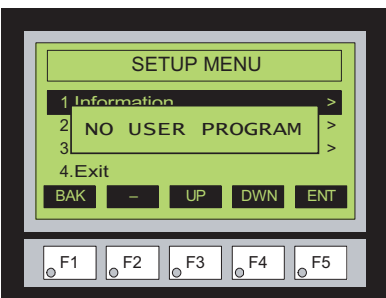 SETUP MENU
1 Information >
2 >
NO USER PROGRAM
3 >
4.Exit
BAK – UP DWN ENT
F1 F2 F3 F4 F5